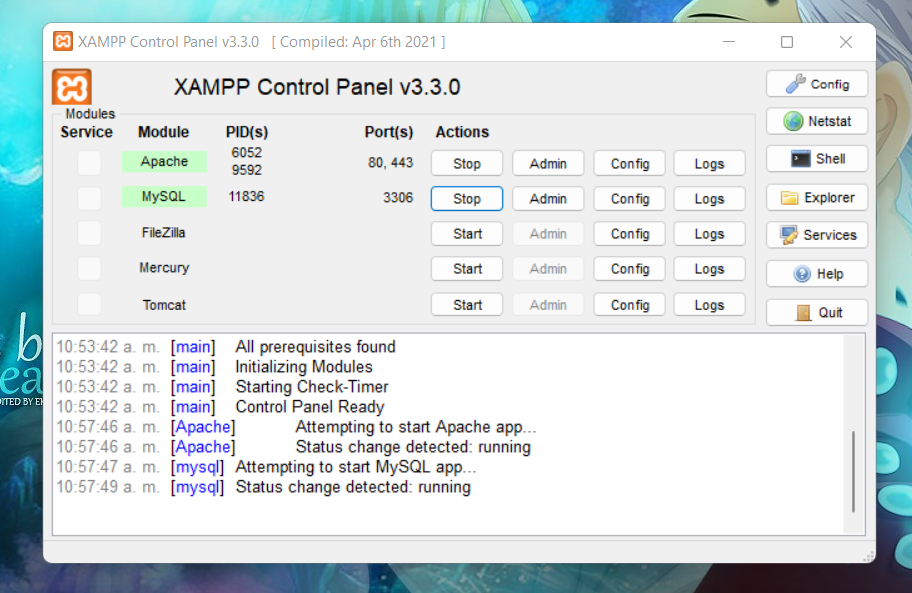 XAMPP Control Panel v3.3.0 [ Compiled: Apr 6th 2021 ]
XAMPP Control Panel v3.3.0
Config
Modules
Service Module PID(s) Port(s) Actions
Netstat
Apache 6052 9592 80, 443 Stop Admin Config Logs
Shell
MySQL 11836 3306 Stop Admin Config Logs
Explorer
FileZilla Start Admin Config Logs
Services
Mercury Start Admin Config Logs
Help
Tomcat Start Admin Config Logs
Quit
10:53:42 a. m. [main] All prerequisites found
10:53:42 a. m. [main] Initializing Modules
10:53:42 a. m. [main] Starting Check-Timer
10:53:42 a. m. [main] Control Panel Ready
10:57:46 a. m. [Apache] Attempting to start Apache app...
10:57:46 a. m. [Apache] Status change detected: running
10:57:47 a. m. [mysql] Attempting to start MySQL app...
10:57:49 a. m. [mysql] Status change detected: running